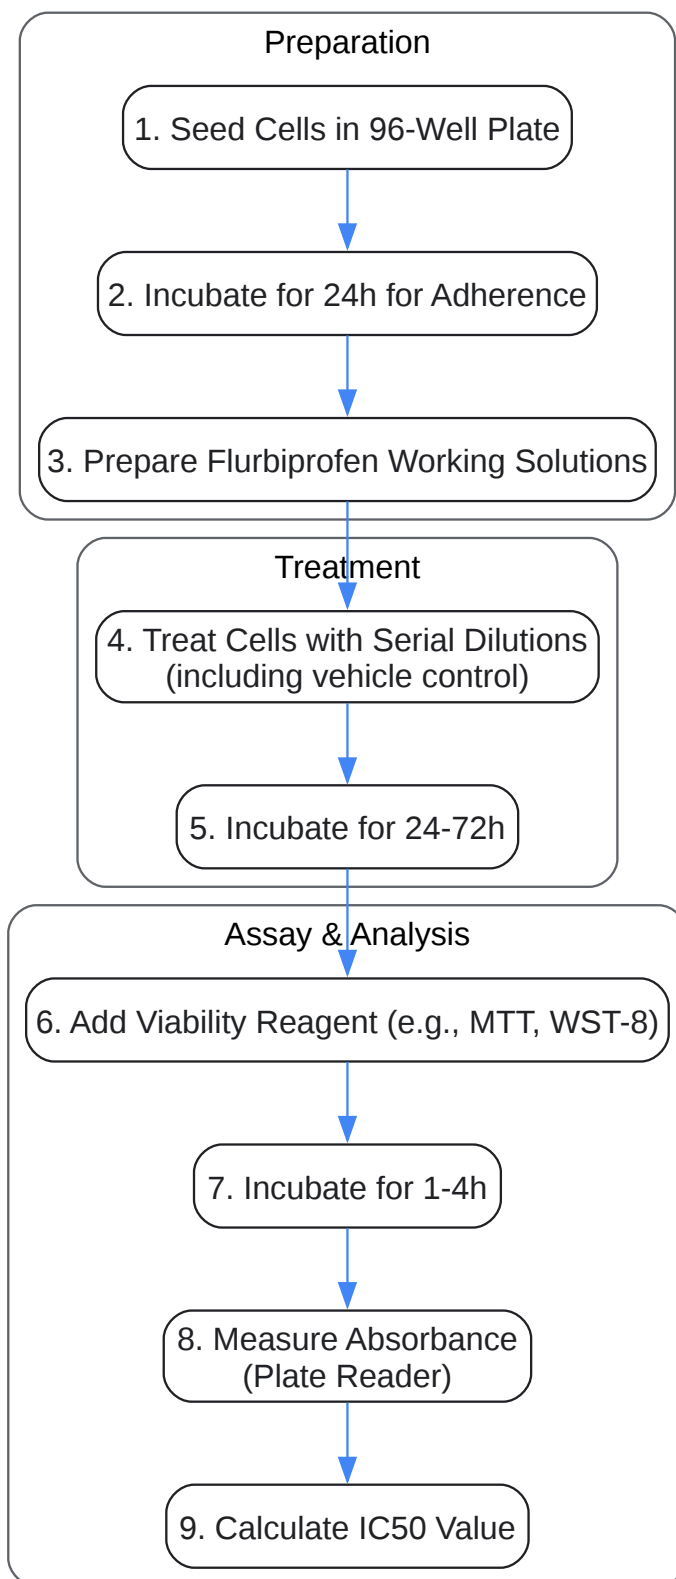 Preparation
1. Seed Cells in 96-Well Plate
2. Incubate for 24h for Adherence
3. Prepare Flurbiprofen Working Solutions
Treatment
4. Treat Cells with Serial Dilutions
(including vehicle control)
5. Incubate for 24-72h
Assay & Analysis
6. Add Viability Reagent (e.g., MTT, WST-8)
7. Incubate for 1-4h
8. Measure Absorbance
(Plate Reader)
9. Calculate IC50 Value